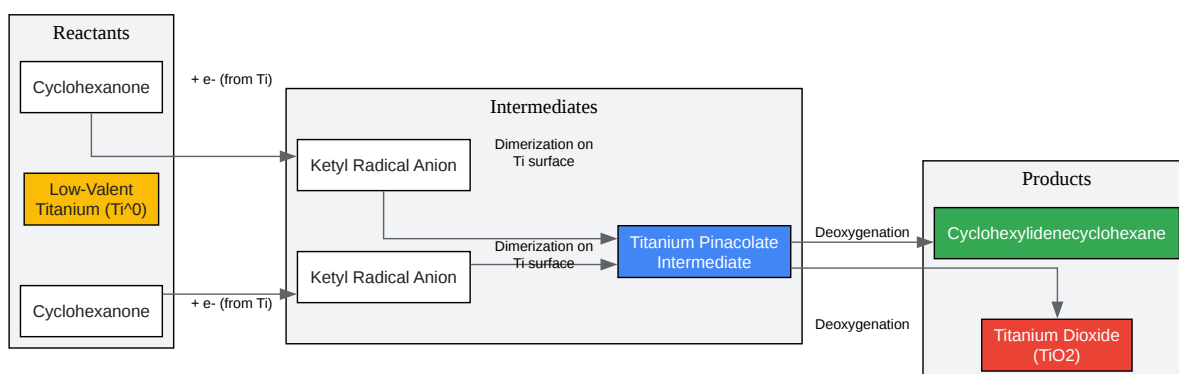 Reactants
Cyclohexanone
+ e- (from Ti)
Low-Valent
Titanium (Ti^0)
Cyclohexanone
+ e- (from Ti)
Intermediates
Ketyl Radical Anion
Dimerization on
Ti surface
Ketyl Radical Anion
Dimerization on
Ti surface
Titanium Pinacolate
Intermediate
Deoxygenation
Deoxygenation
Products
Cyclohexylidenecyclohexane
Titanium Dioxide
(TiO2)